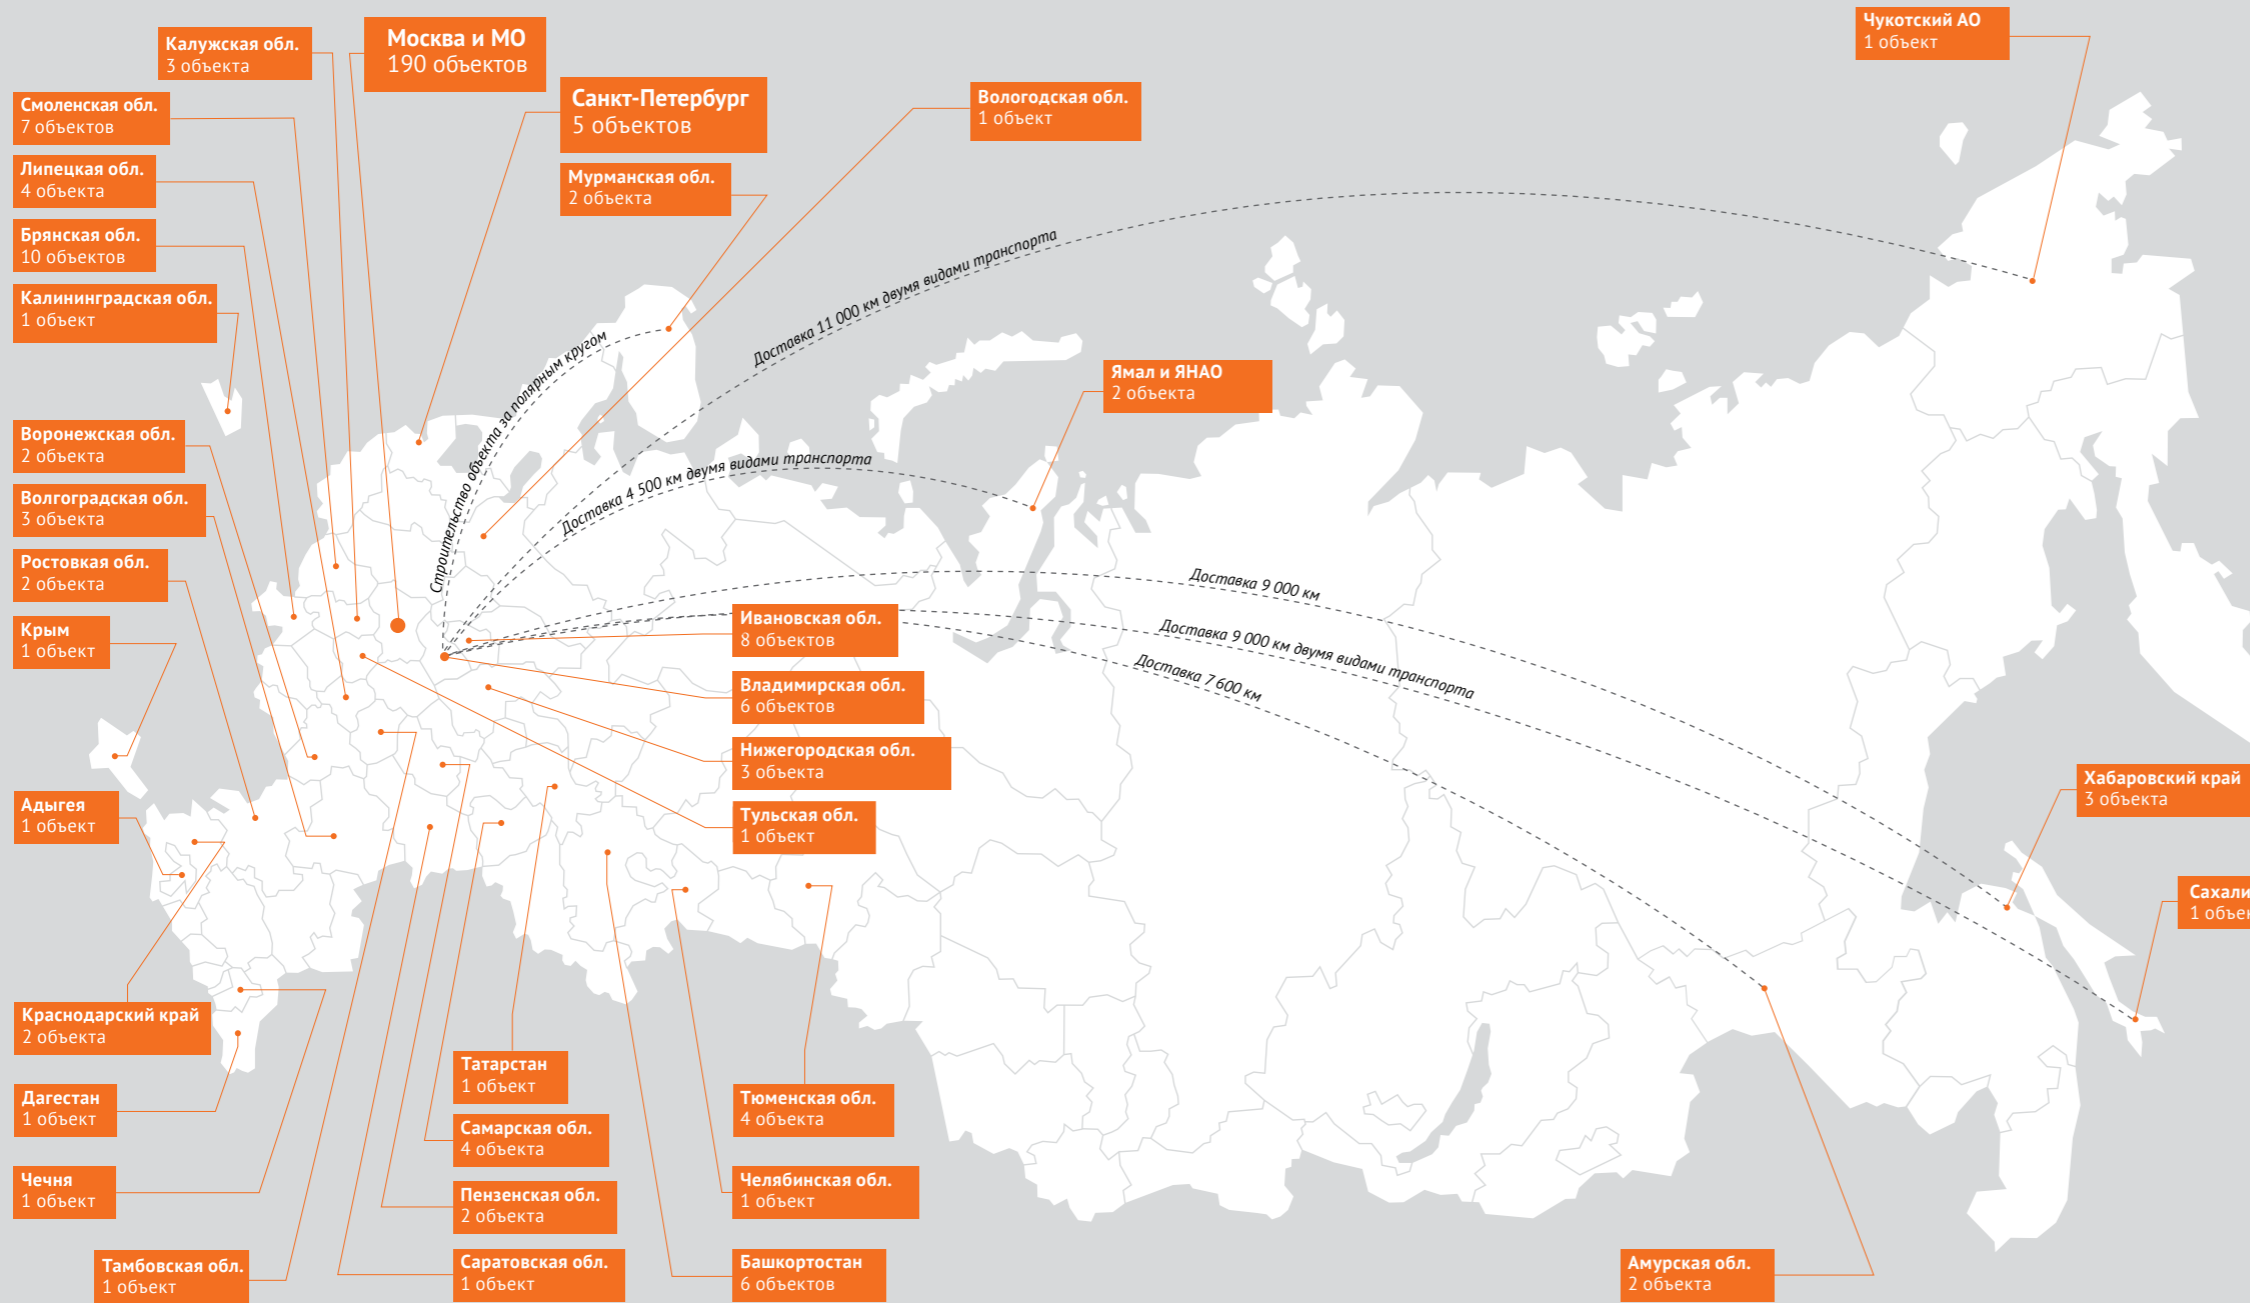 Калужская обл.
3 объекта
Москва и МО
190 объектов
Чукотский АО
1 объект
Санкт-Петербург
5 объектов
Вологодская обл.
1 объект
Смоленская обл.
7 объектов
Липецкая обл.
4 объекта
Мурманская обл.
2 объекта
Брянская обл.
10 объектов
Калининградская обл.
1 объект
Доставка 11 000 км двумя видами транспорта
Строительство объекта за полярным кругом
Ямал и ЯНАО
2 объекта
Доставка 4 500 км двумя видами транспорта
Воронежская обл.
2 объекта
Волгоградская обл.
3 объекта
Ростовкая обл.
2 объекта
Крым
1 объект
Доставка 9 000 км
Доставка 9 000 км двумя видами транспорта
Доставка 7 600 км
Ивановская обл.
8 объектов
Владимирская обл.
6 объектов
Нижегородская обл.
3 объекта
Тульская обл.
1 объект
Хабаровский край
3 объекта
Адыгея
1 объект
Сахали
1 объек
Краснодарский край
2 объекта
Дагестан
1 объект
Чечня
1 объект
Тамбовская обл.
1 объект
Татарстан
1 объект
Самарская обл.
4 объекта
Пензенская обл.
2 объекта
Саратовская обл.
1 объект
Тюменская обл.
4 объекта
Челябинская обл.
1 объект
Башкортостан
6 объектов
Амурская обл.
2 объекта